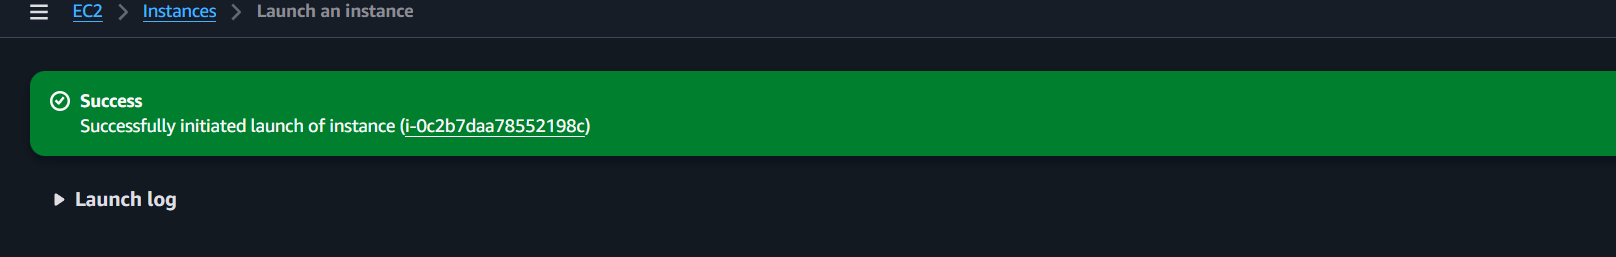 EC2 Instances Launch an instance
Success
Successfully initiated launch of instance (i-0c2b7daa78552198c)
Launch log